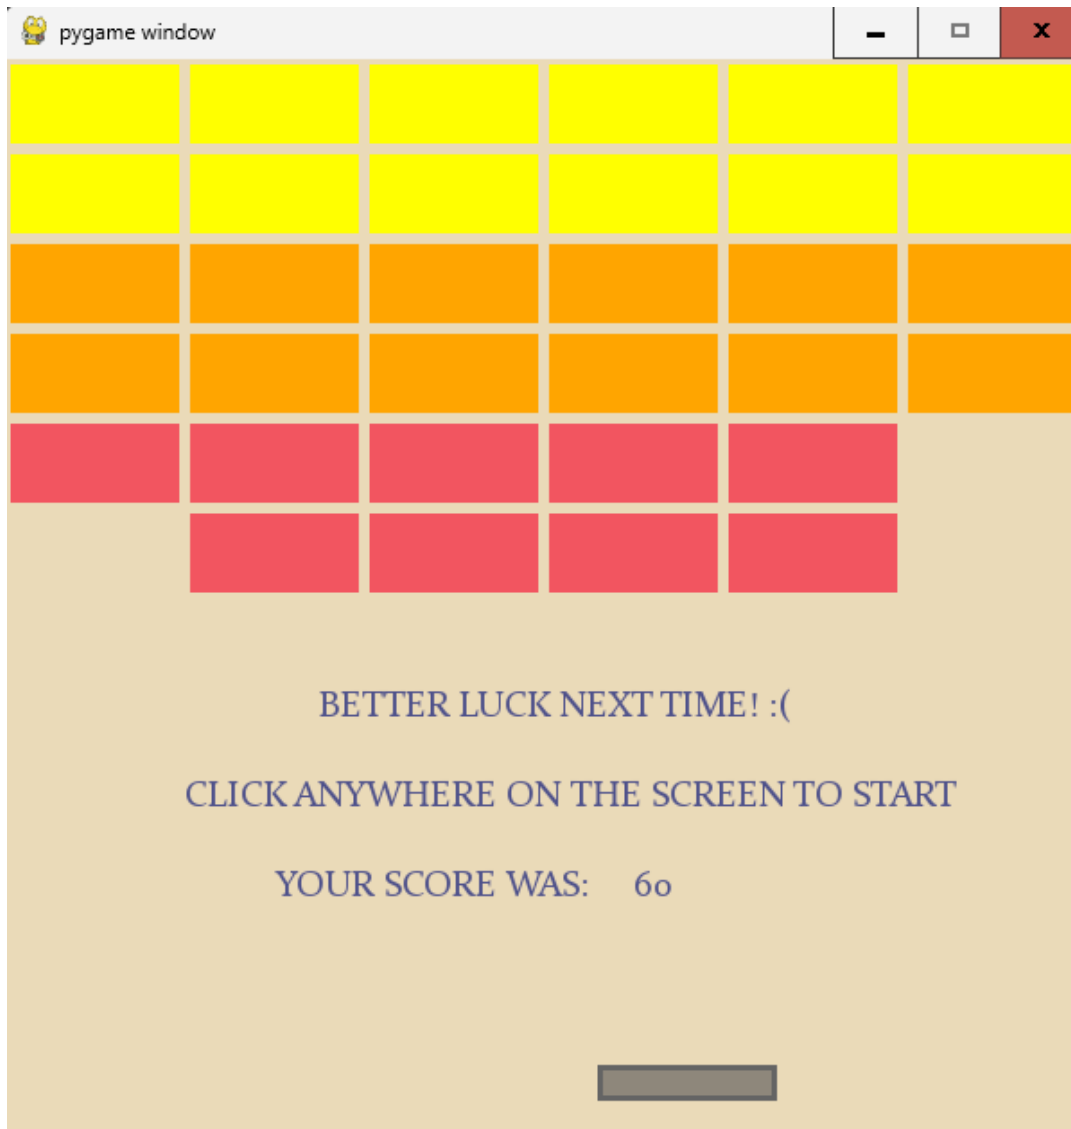 pygame window
BETTER LUCK NEXT TIME! :(
CLICK ANYWHERE ON THE SCREEN TO START
YOUR SCORE WAS: 60